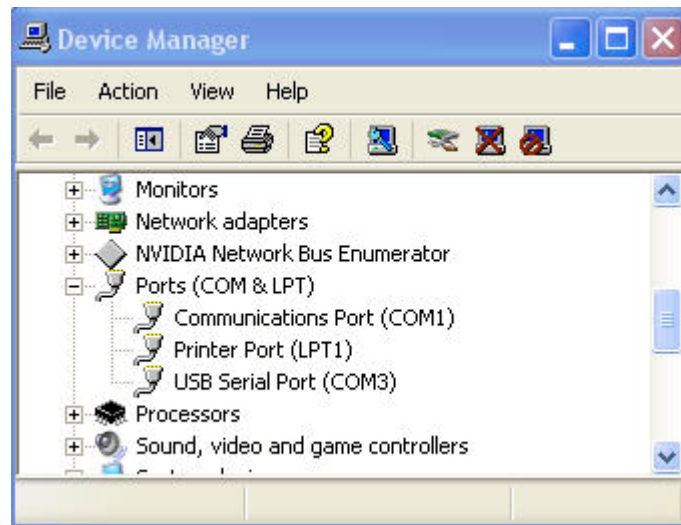 Device Manager
File Action View Help
Monitors
Network adapters
NVIDIA Network Bus Enumerator
Ports (COM & LPT)
Communications Port (COM1)
Printer Port (LPT1)
USB Serial Port (COM3)
Processors
Sound, video and game controllers